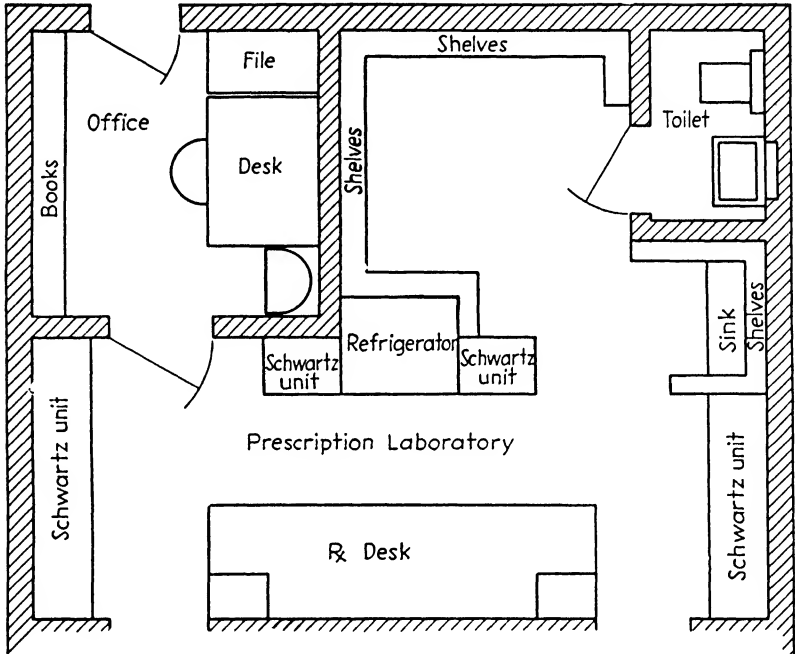 Shelves
File
Office
Toilet
Desk
Shelves
Books
Refrigerator
Schwartz
unit
Schwartz
unit
Sink
Shelves
Prescription Laboratory
Schwartz unit
Schwartz unit
℞ Desk